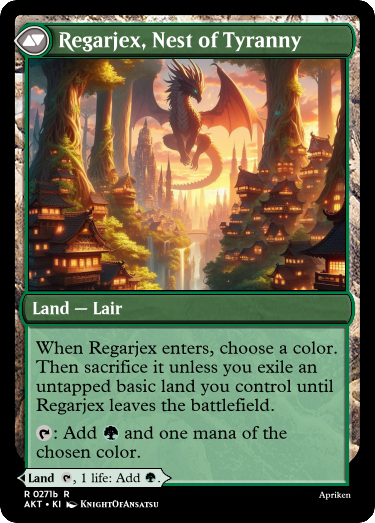 Regarjex, Nest of Tyranny
Land — Lair
When Regarjex enters, choose a color.
Then sacrifice it unless you exile an
untapped basic land you control until
Regarjex leaves the battlefield.
: Add and one mana of the
chosen color.
Land , 1 life: Add .
R 0271b R
AKT • KI KnightOfAnsatsu
Apriken